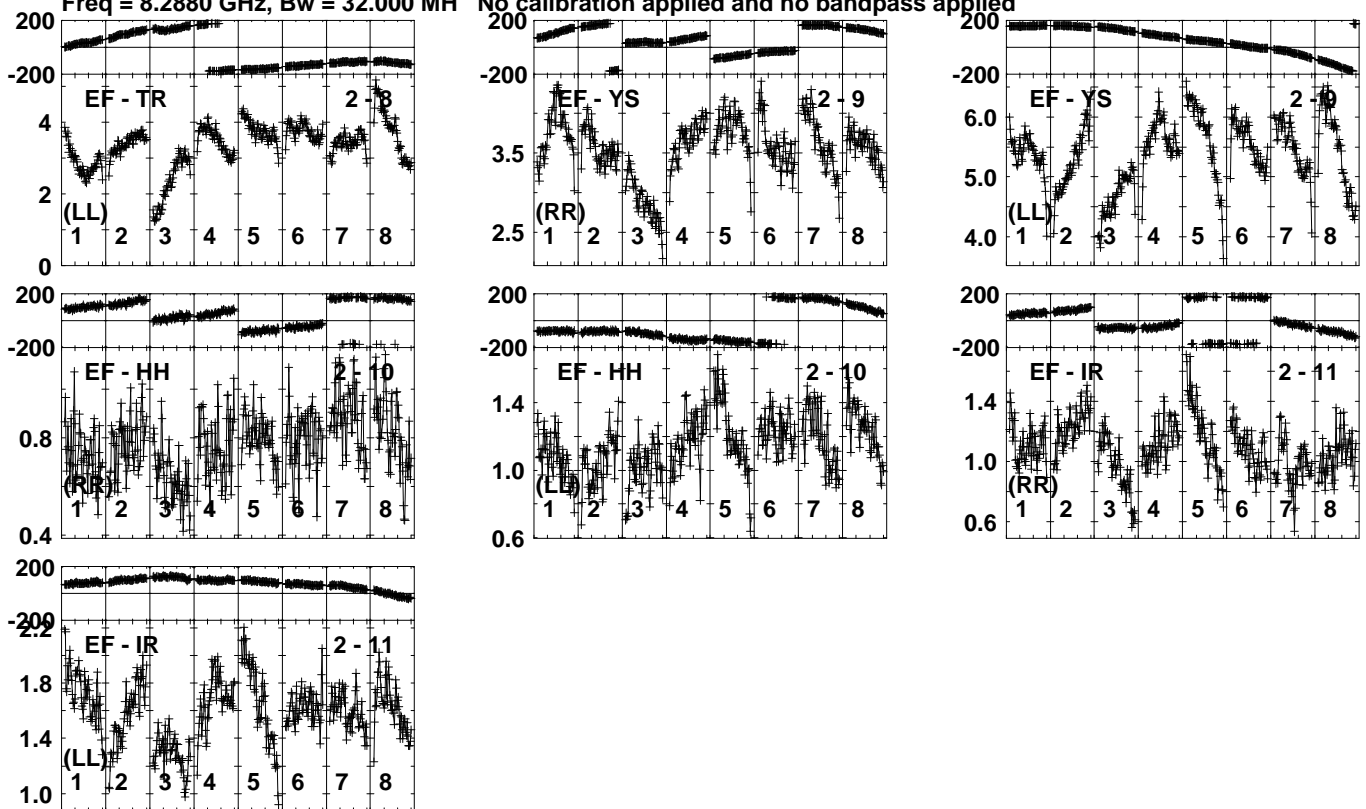 Freq = 8.2880 GHz, Bw = 32.000 MH No calibration applied and no bandpass applied
200
-200
EF - TR 2 - 8
4
2
0
(LL)
1 2 3 4 5 6 7 8
200
-200
EF - YS 2 - 9
3.5
2.5
(RR)
1 2 3 4 5 6 7 8
200
-200
EF - YS 2 - 9
6.0
5.0
4.0
(LL)
1 2 3 4 5 6 7 8
200
-200
EF - HH 2 - 10
0.8
0.4
(RR)
1 2 3 4 5 6 7 8
200
-200
EF - HH 2 - 10
1.4
1.0
0.6
(LL)
1 2 3 4 5 6 7 8
200
-200
EF - IR 2 - 11
1.4
1.0
0.6
(RR)
1 2 3 4 5 6 7 8
200
-200
2.2
EF - IR 2 - 11
1.8
1.4
1.0
(LL)
1 2 3 4 5 6 7 8